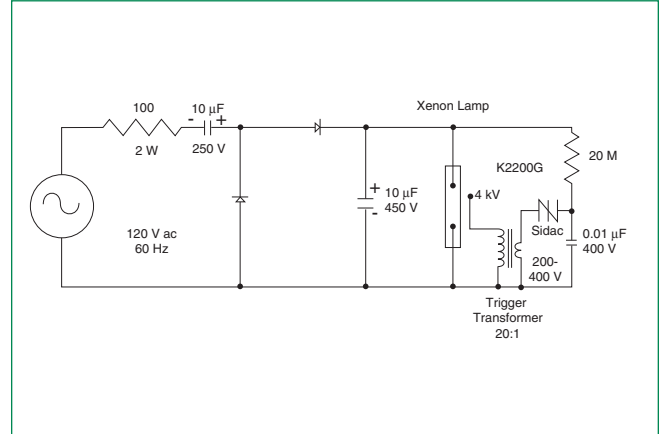 100
2 W
- 10 μF +
250 V
120 V ac
60 Hz
+
10 μF
450 V
-
Xenon Lamp
4 kV
K2200G
20 M
Sidac
0.01 μF
400 V
200-
400 V
Trigger
Transformer
20:1